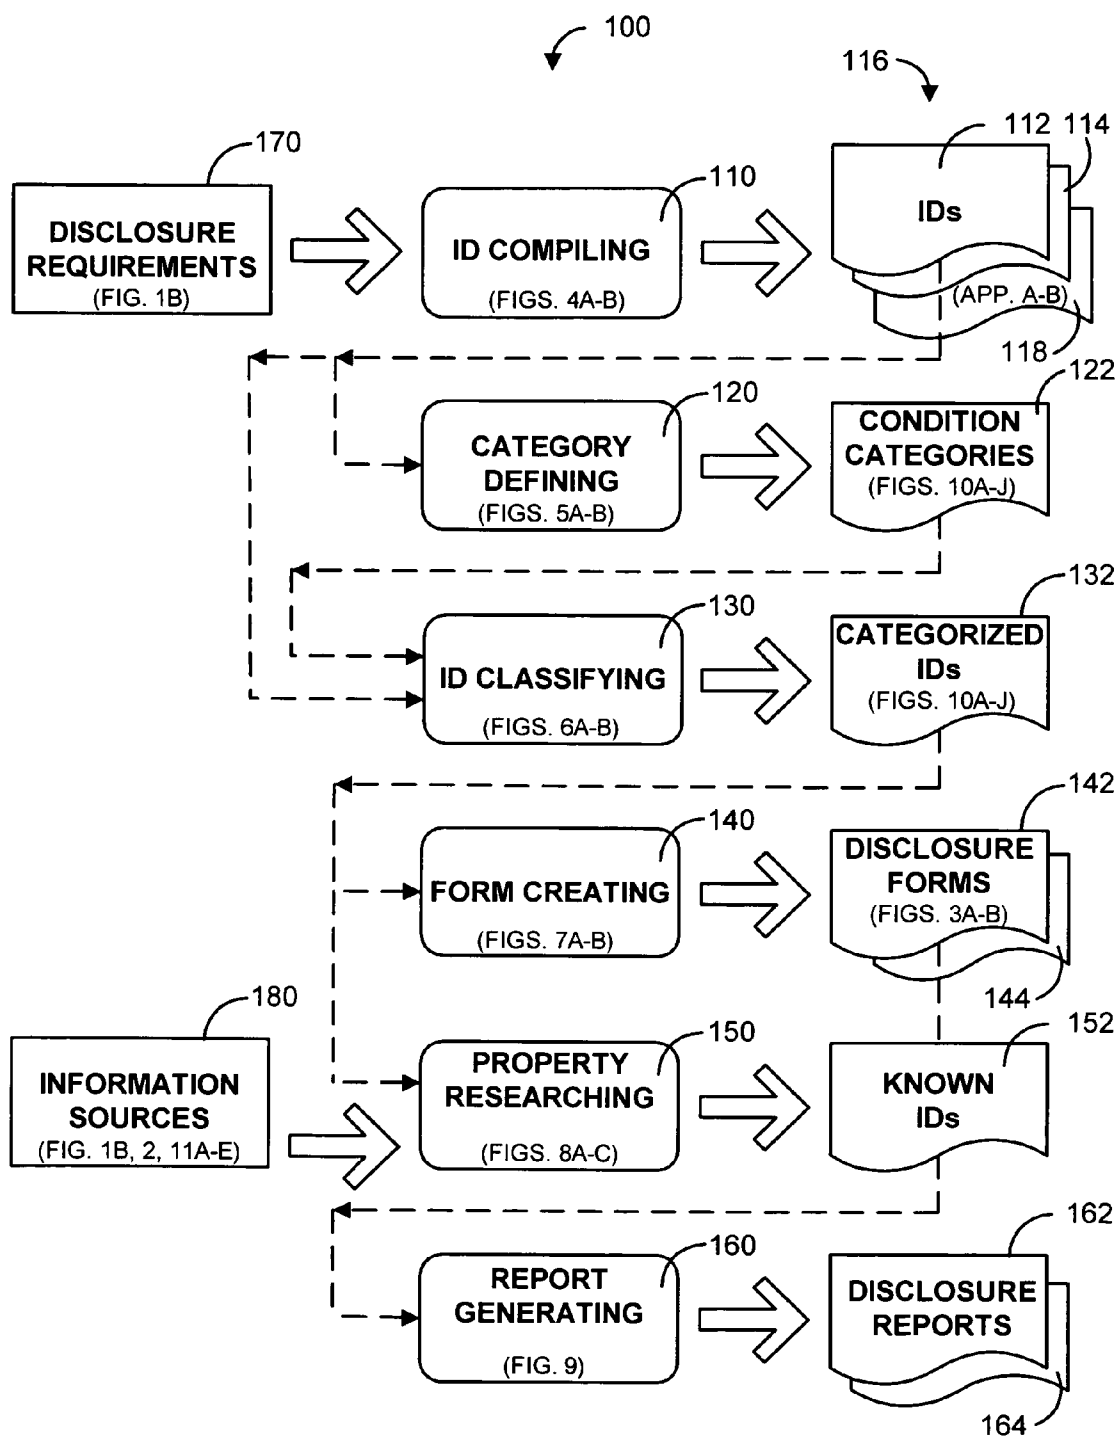 100
116
112
114
170
110
DISCLOSURE
REQUIREMENTS
(FIG. 1B)
ID COMPILING
(FIGS. 4A-B)
IDs
(APP. A-B)
118
120
122
CATEGORY
DEFINING
(FIGS. 5A-B)
CONDITION
CATEGORIES
(FIGS. 10A-J)
130
132
ID CLASSIFYING
(FIGS. 6A-B)
CATEGORIZED
IDs
(FIGS. 10A-J)
140
142
FORM CREATING
(FIGS. 7A-B)
DISCLOSURE
FORMS
(FIGS. 3A-B)
144
180
150
152
INFORMATION
SOURCES
(FIG. 1B, 2, 11A-E)
PROPERTY
RESEARCHING
(FIGS. 8A-C)
KNOWN
IDs
160
162
REPORT
GENERATING
(FIG. 9)
DISCLOSURE
REPORTS
164